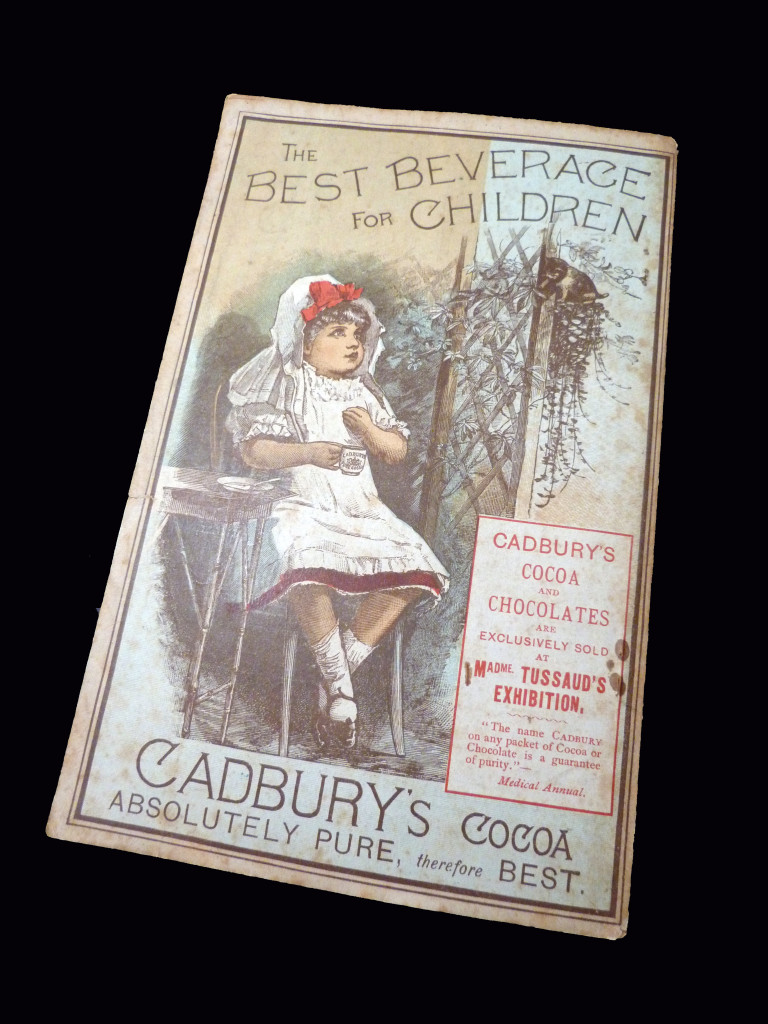 THE
BEST BEVERAGE
FOR CHILDREN
CADBURY'S
CADBURY'S
COCOA
AND
CHOCOLATES
ARE
EXCLUSIVELY SOLD
AT
MADME. TUSSAUD'S
EXHIBITION,
"The name CADBURY
on any packet of Cocoa or
Chocolate is a guarantee
of purity."—
Medical Annual.
CADBURY'S COCOA
ABSOLUTELY PURE, therefore BEST.